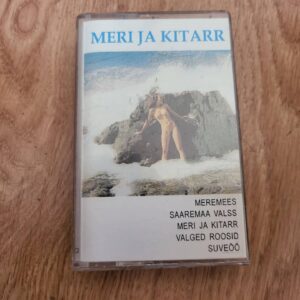 MERI JA KITARR
MEREMEES
SAAREMAA VALSS
MERI JA KITARR
VALGED ROOSID
SUVEÖÖ